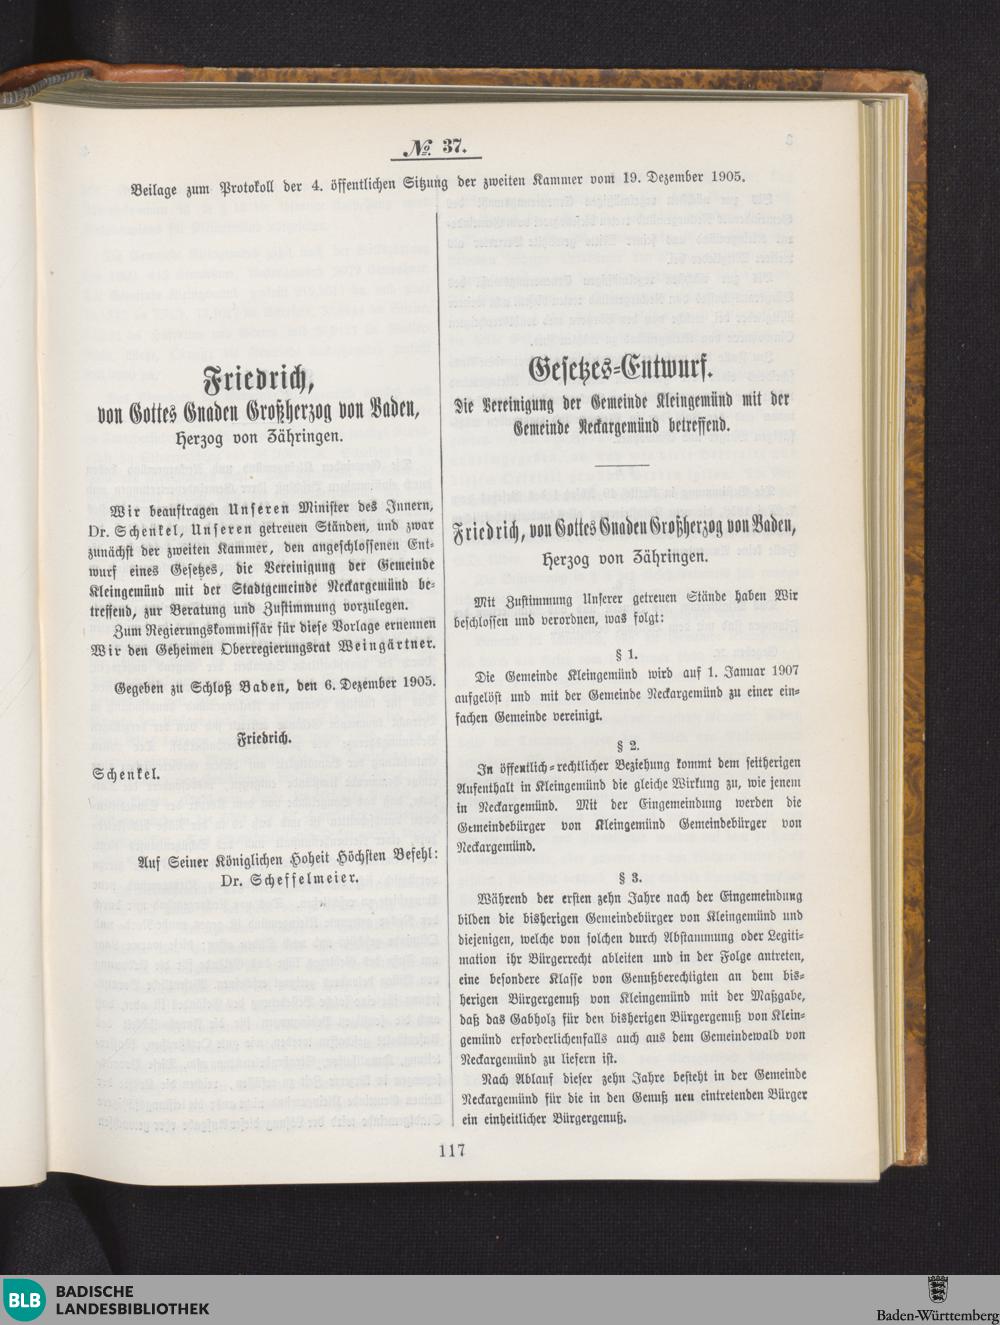 № 37.
Beilage zum Protokoll der 4. öffentlichen Sitzung der zweiten Kammer vom 19. Dezember 1905.
Friedrich,
von Gottes Gnaden Großherzog von Baden,
Herzog von Zähringen.
Wir beauftragen Unseren Minister des Innern,
Dr. Schenkel, Unseren getreuen Ständen, und zwar
zunächst der zweiten Kammer, den angeschlossenen Ent-
wurf eines Gesetzes, die Vereinigung der Gemeinde
Kleingemünd mit der Stadtgemeinde Neckargemünd be-
treffend, zur Beratung und Zustimmung vorzulegen.
Zum Regierungskommissär für diese Vorlage ernennen
Wir den Geheimen Oberregierungsrat Weingärtner.
Gegeben zu Schloß Baden, den 6. Dezember 1905.
Friedrich.
Schenkel.
Auf Seiner Königlichen Hoheit Höchsten Befehl:
Dr. Scheffelmeier.
Gesetzes-Entwurf.
Die Vereinigung der Gemeinde Kleingemünd mit der
Gemeinde Neckargemünd betreffend.
Friedrich, von Gottes Gnaden Großherzog von Baden,
Herzog von Zähringen.
Mit Zustimmung Unserer getreuen Stände haben Wir
beschlossen und verordnen, was folgt:
§ 1.
Die Gemeinde Kleingemünd wird auf 1. Januar 1907
aufgelöst und mit der Gemeinde Neckargemünd zu einer ein-
fachen Gemeinde vereinigt.
§ 2.
In öffentlich-rechtlicher Beziehung kommt dem seitherigen
Aufenthalt in Kleingemünd die gleiche Wirkung zu, wie jenem
in Neckargemünd. Mit der Eingemeindung werden die
Gemeindebürger von Kleingemünd Gemeindebürger von
Neckargemünd.
§ 3.
Während der ersten zehn Jahre nach der Eingemeindung
bilden die bisherigen Gemeindebürger von Kleingemünd und
diejenigen, welche von solchen durch Abstammung oder Legiti-
mation ihr Bürgerrecht ableiten und in der Folge antreten,
eine besondere Klasse von Genußberechtigten an dem bis-
herigen Bürgergenuß von Kleingemünd mit der Maßgabe,
daß das Gabholz für den bisherigen Bürgergenuß von Klein-
gemünd erforderlichenfalls auch aus dem Gemeindewald von
Neckargemünd zu liefern ist.
Nach Ablauf dieser zehn Jahre besteht in der Gemeinde
Neckargemünd für die in den Genuß neu eintretenden Bürger
ein einheitlicher Bürgergenuß.
117
BLB
BADISCHE
LANDESBIBLIOTHEK
Baden-Württemberg